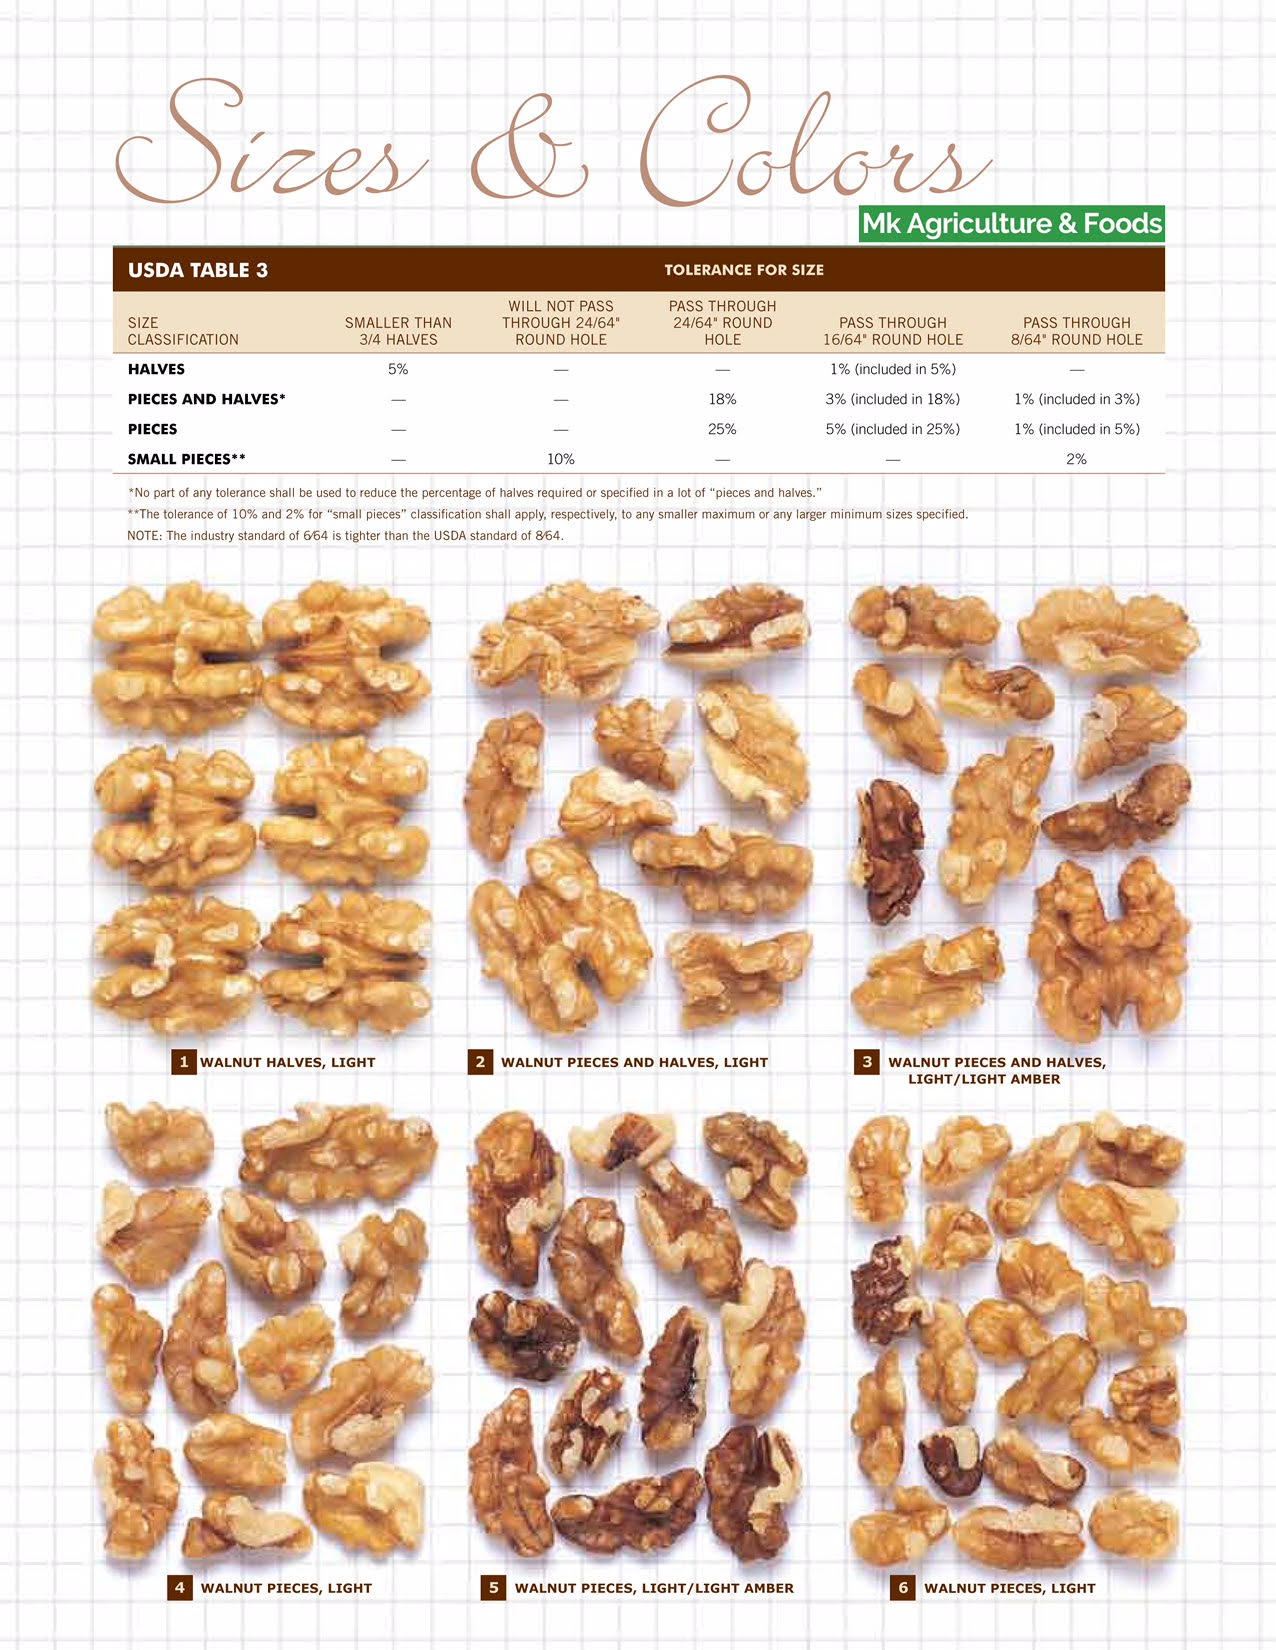 Sizes & Colors
Mk Agriculture & Foods
USDA TABLE 3 TOLERANCE FOR SIZE
SIZE CLASSIFICATION
SMALLER THAN 3/4 HALVES
WILL NOT PASS THROUGH 24/64" ROUND HOLE
PASS THROUGH 24/64" ROUND HOLE
PASS THROUGH 16/64" ROUND HOLE
PASS THROUGH 8/64" ROUND HOLE
HALVES 5% — — 1% (included in 5%) —
PIECES AND HALVES* — — 18% 3% (included in 18%) 1% (included in 3%)
PIECES — — 25% 5% (included in 25%) 1% (included in 5%)
SMALL PIECES** — 10% — — 2%
*No part of any tolerance shall be used to reduce the percentage of halves required or specified in a lot of “pieces and halves.”
**The tolerance of 10% and 2% for “small pieces” classification shall apply, respectively, to any smaller maximum or any larger minimum sizes specified.
NOTE: The industry standard of 6⁄64 is tighter than the USDA standard of 8⁄64.
1 WALNUT HALVES, LIGHT
2 WALNUT PIECES AND HALVES, LIGHT
3 WALNUT PIECES AND HALVES,
LIGHT/LIGHT AMBER
4 WALNUT PIECES, LIGHT
5 WALNUT PIECES, LIGHT/LIGHT AMBER
6 WALNUT PIECES, LIGHT